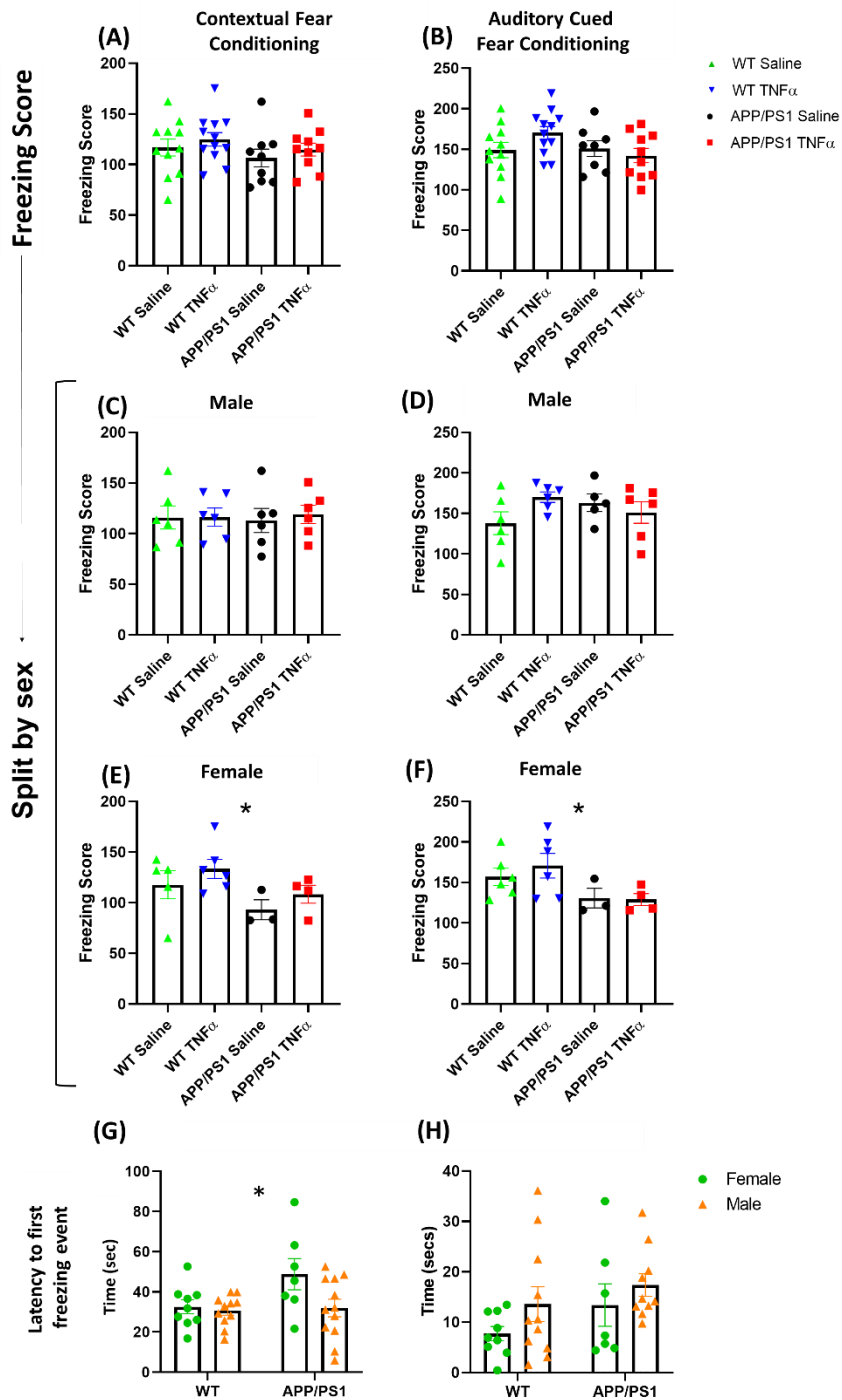 (A)
Contextual Fear
Conditioning
(B)
Auditory Cued
Fear Conditioning
WT Saline
WT TNFα
APP/PS1 Saline
APP/PS1 TNFα
Freezing Score
Freezing Score
200
150
100
50
0
WT Saline
WT TNFα
APP/PS1 Saline
APP/PS1 TNFα
Freezing Score
250
200
150
100
50
0
WT Saline
WT TNFα
APP/PS1 Saline
APP/PS1 TNFα
Split by sex
(C)
Male
Freezing Score
200
150
100
50
0
WT Saline
WT TNFα
APP/PS1 Saline
APP/PS1 TNFα
(D)
Male
Freezing Score
250
200
150
100
50
0
WT Saline
WT TNFα
APP/PS1 Saline
APP/PS1 TNFα
(E)
Female
*
Freezing Score
200
150
100
50
0
WT Saline
WT TNFα
APP/PS1 Saline
APP/PS1 TNFα
(F)
Female
*
Freezing Score
250
200
150
100
50
0
WT Saline
WT TNFα
APP/PS1 Saline
APP/PS1 TNFα
Latency to first
freezing event
(G)
*
Time (sec)
100
80
60
40
20
0
WT
APP/PS1
(H)
Time (secs)
40
30
20
10
0
WT
APP/PS1
Female
Male